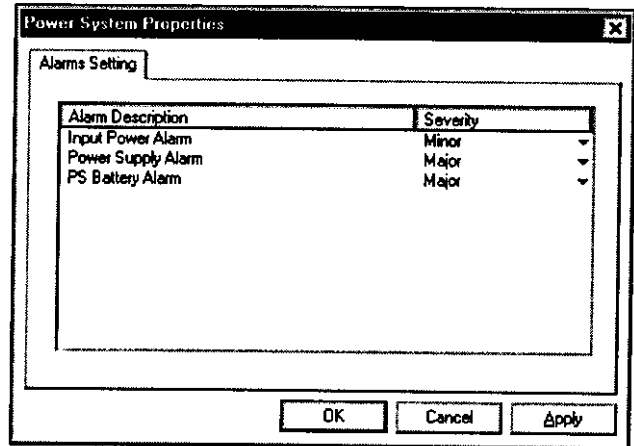 Power System Properties
Alarms Setting
Alarm Description Severity
Input Power Alarm Minor
Power Supply Alarm Major
PS Battery Alarm Major
OK Cancel Apply